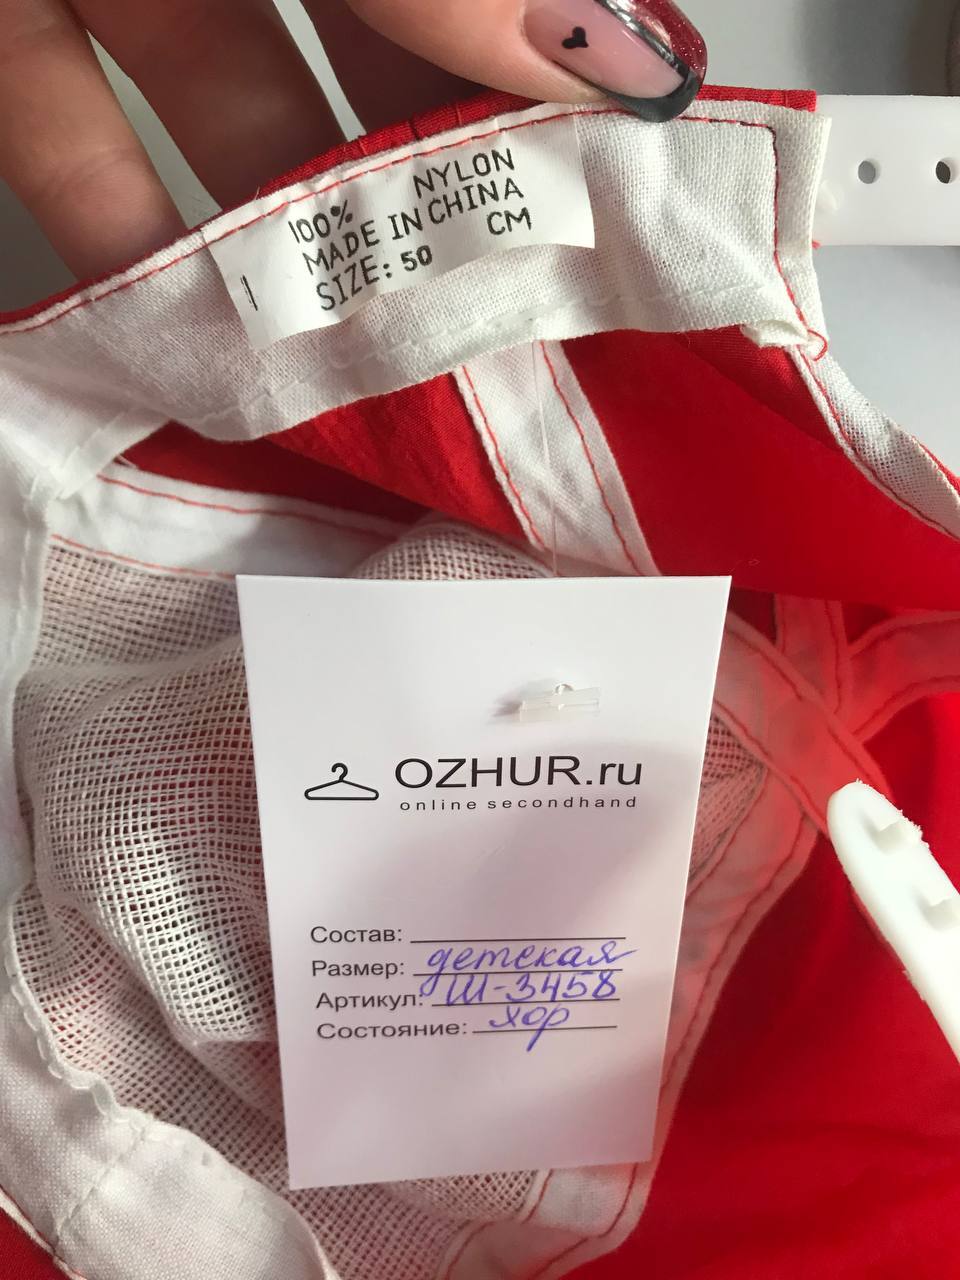 100% NYLON
MADE IN CHINA
SIZE: 50 CM
OZHUR.ru
online secondhand
Состав:
Размер: детская
Артикул: Ш-3458
Состояние: хор